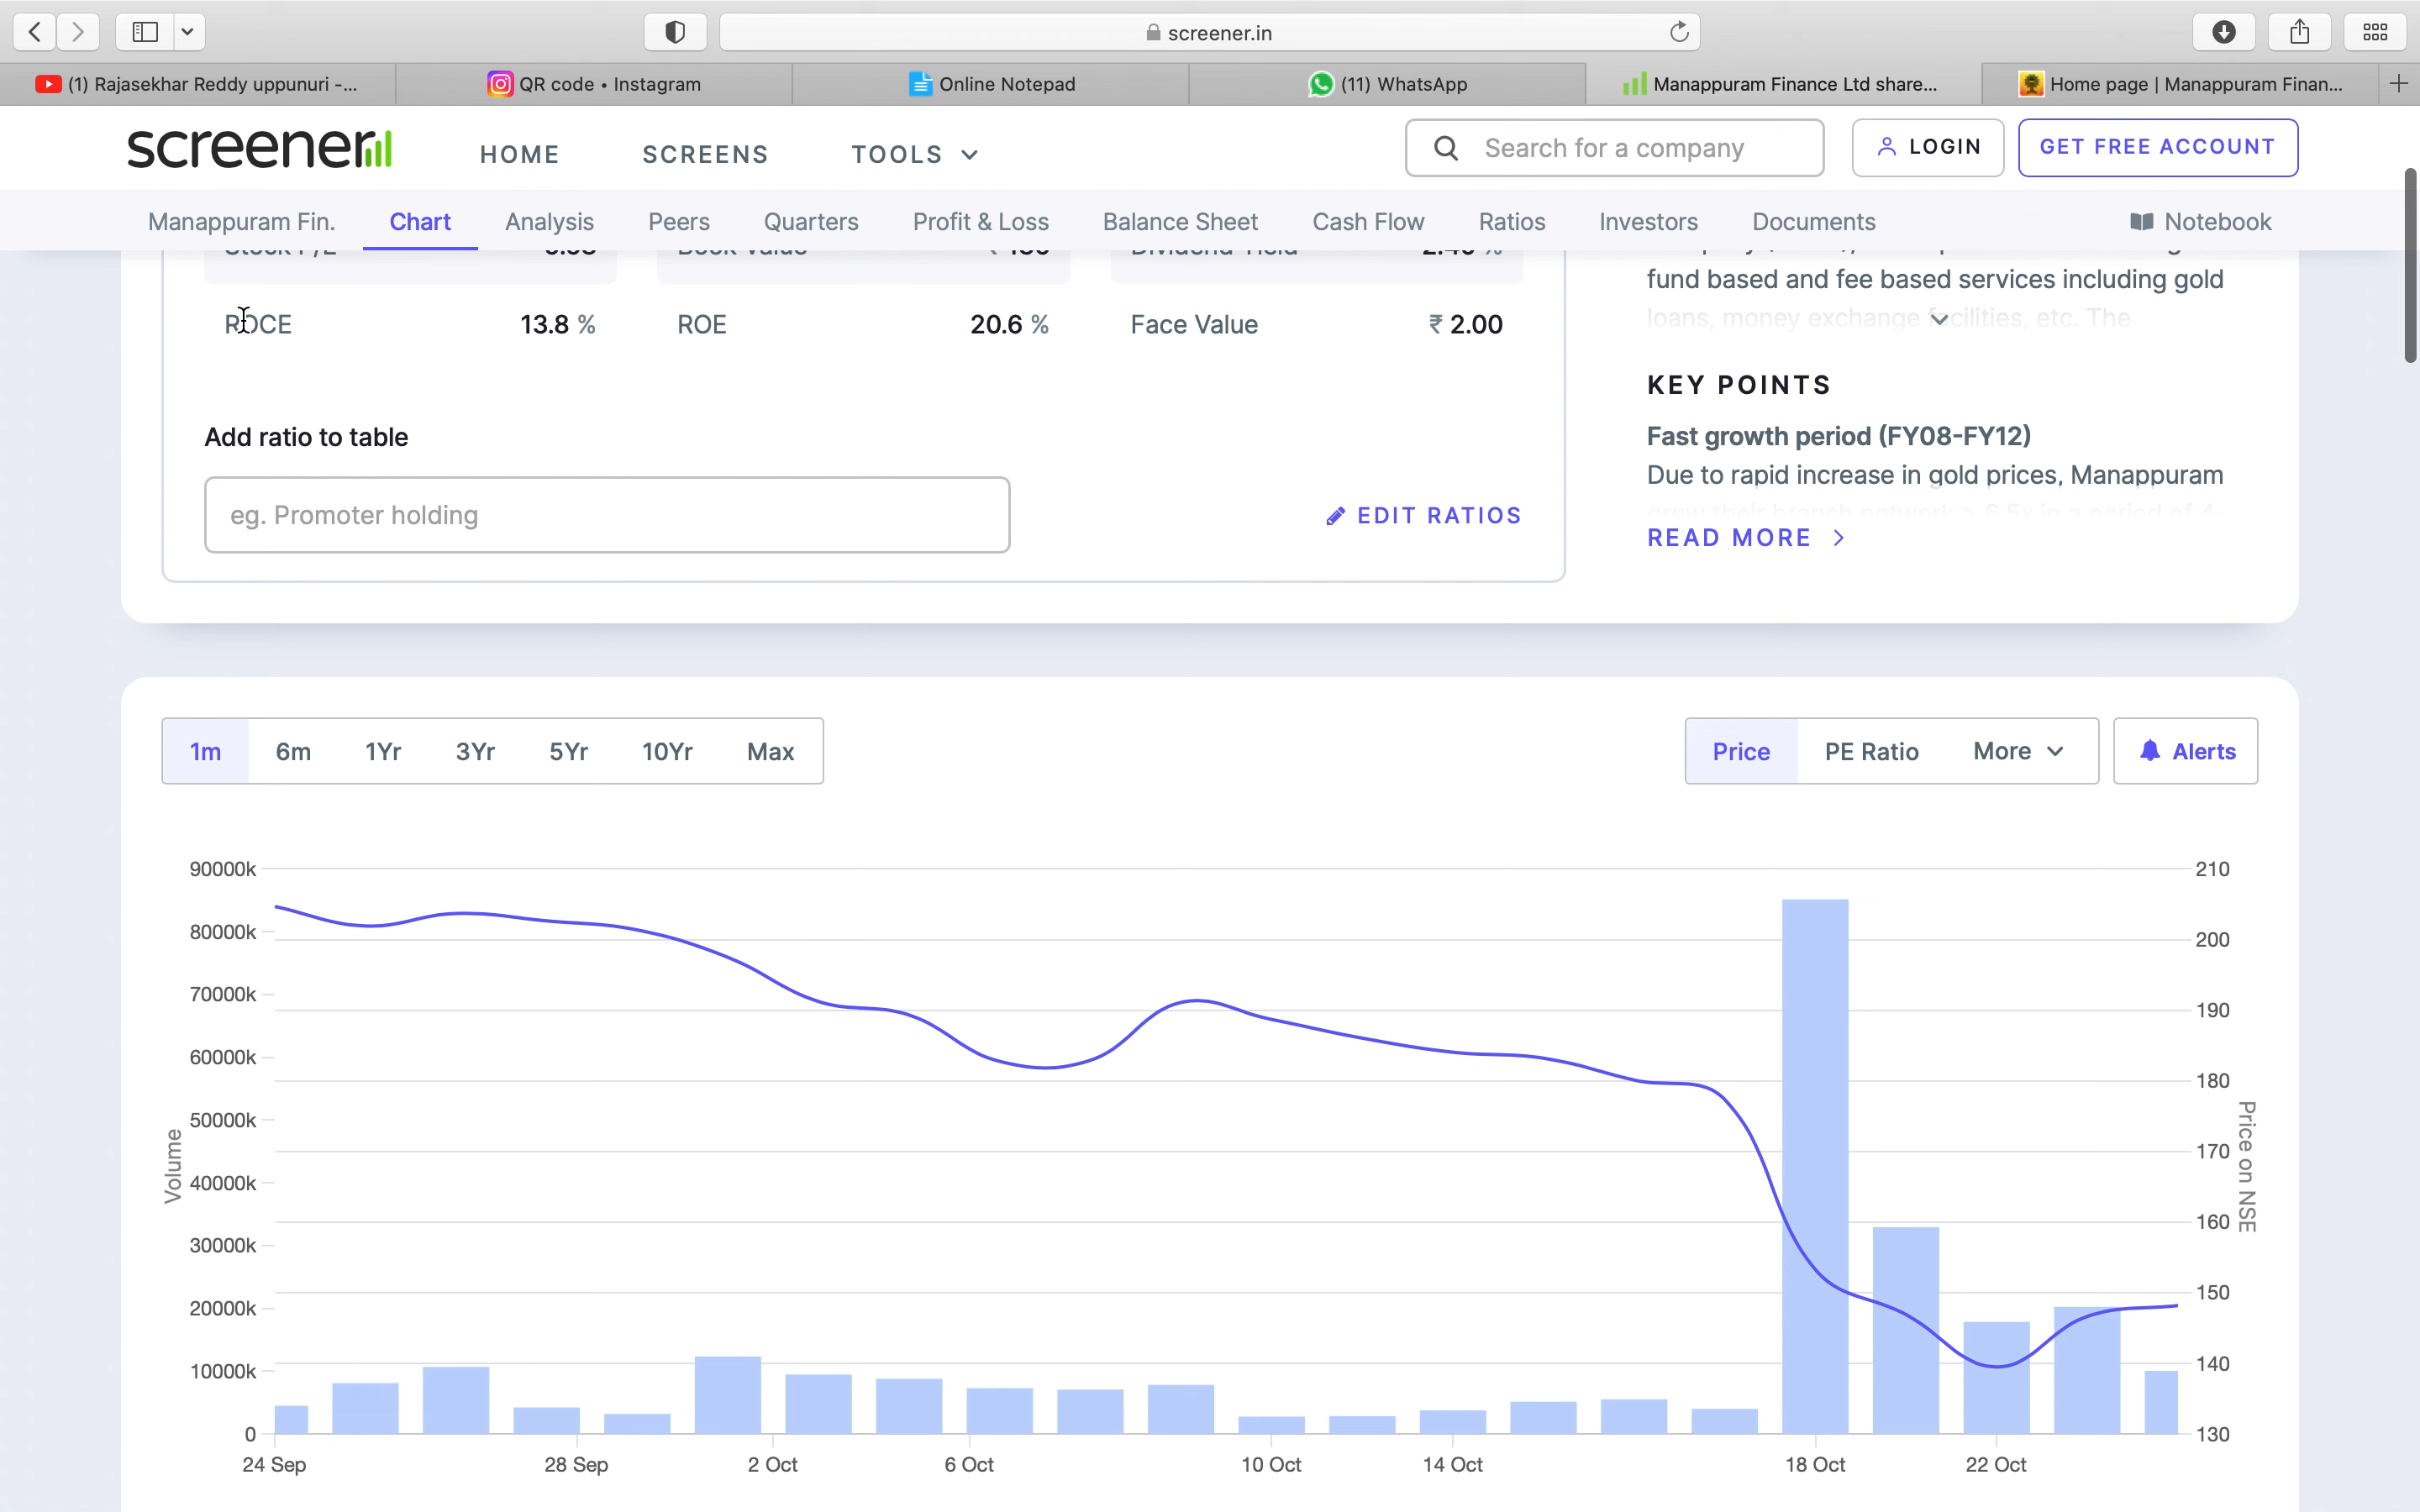 screener.in
(1) Rajasekhar Reddy uppunuri -...
QR code • Instagram
Online Notepad
(11) WhatsApp
Manappuram Finance Ltd share...
Home page | Manappuram Finan...
screener
HOME
SCREENS
TOOLS
Search for a company
LOGIN
GET FREE ACCOUNT
Manappuram Fin.
Chart
Analysis
Peers
Quarters
Profit & Loss
Balance Sheet
Cash Flow
Ratios
Investors
Documents
Notebook
fund based and fee based services including gold
loans, money exchange facilities, etc. The
ROCE
13.8 %
ROE
20.6 %
Face Value
₹ 2.00
KEY POINTS
Fast growth period (FY08-FY12)
Due to rapid increase in gold prices, Manappuram
READ MORE
Add ratio to table
eg. Promoter holding
EDIT RATIOS
1m
6m
1Yr
3Yr
5Yr
10Yr
Max
Price
PE Ratio
More
Alerts
90000k
80000k
70000k
60000k
50000k
40000k
30000k
20000k
10000k
0
Volume
210
200
190
180
170
160
150
140
130
Price on NSE
24 Sep
28 Sep
2 Oct
6 Oct
10 Oct
14 Oct
18 Oct
22 Oct